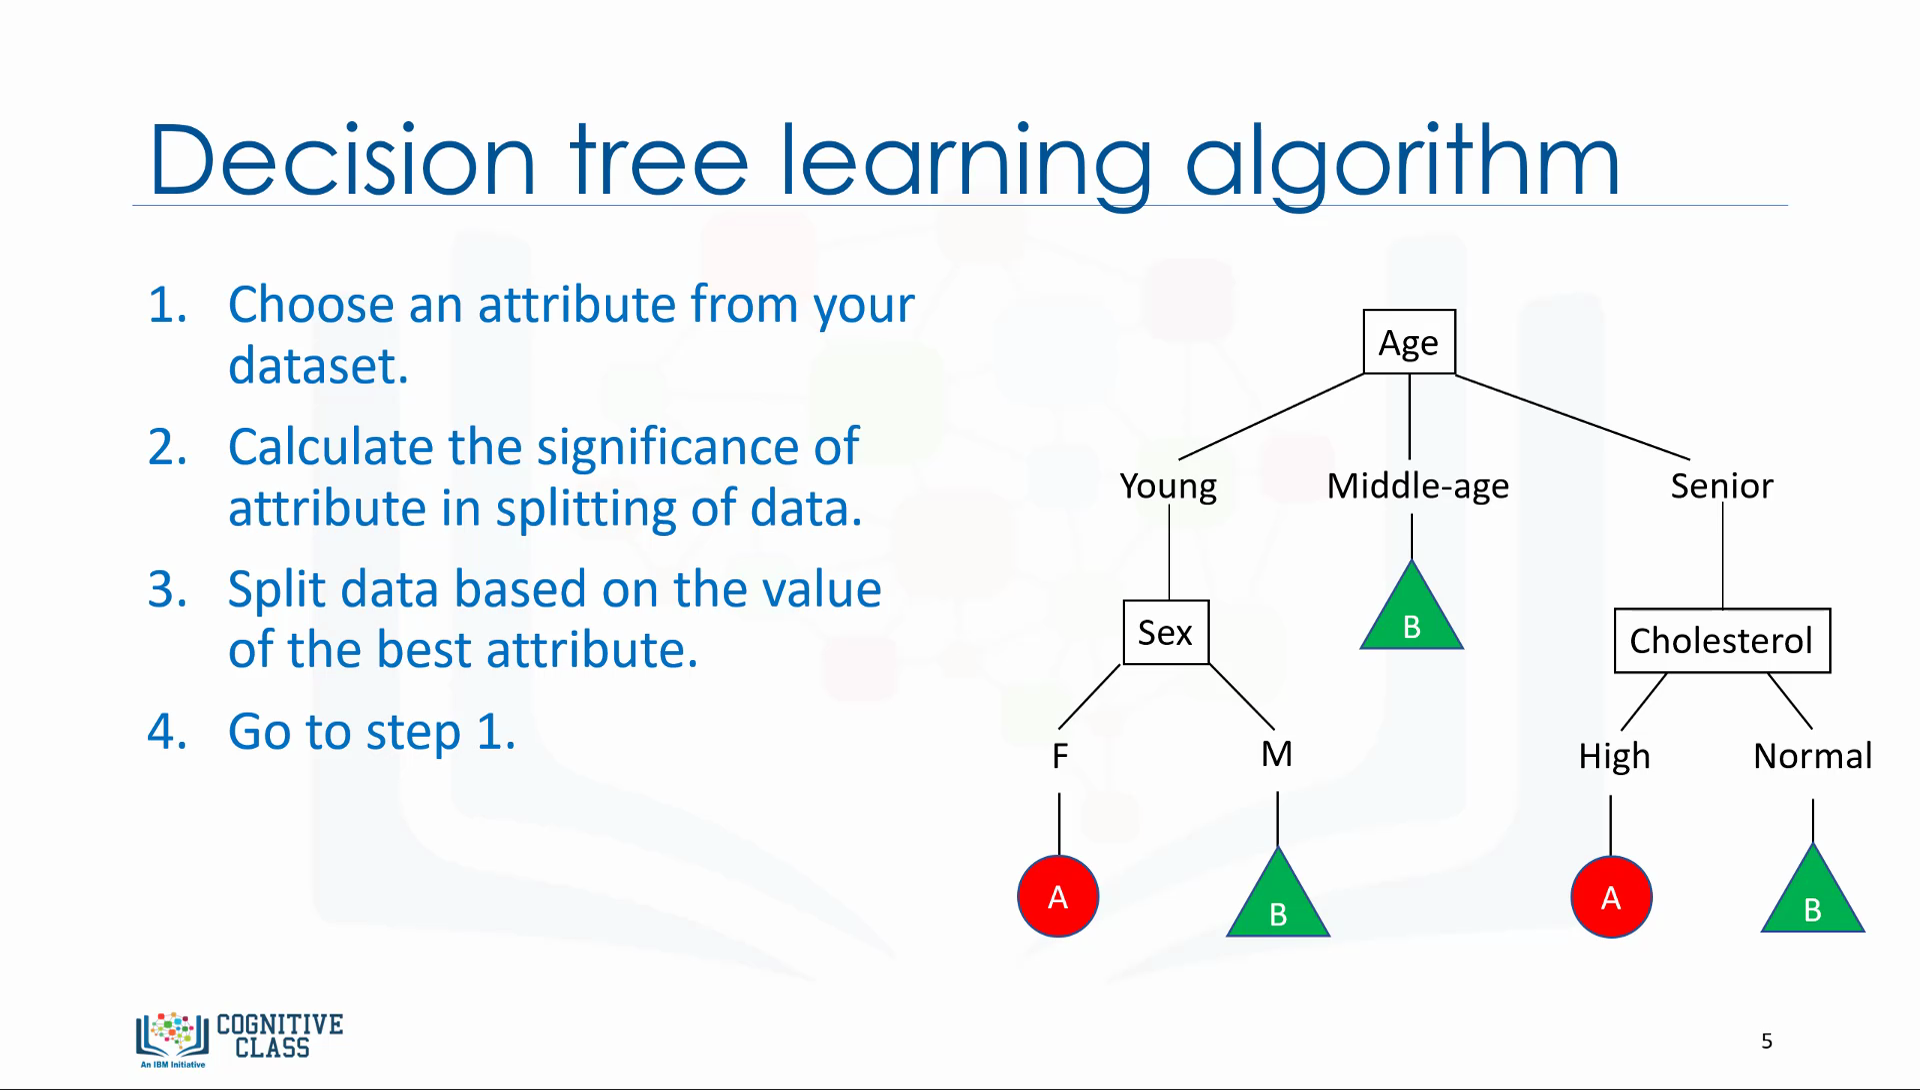 Decision tree learning algorithm
1. Choose an attribute from your
dataset.
2. Calculate the significance of
attribute in splitting of data.
3. Split data based on the value
of the best attribute.
4. Go to step 1.
Age
Young Middle-age Senior
B
Sex Cholesterol
F M High Normal
A B A B
COGNITIVE
CLASS
An IBM Initiative
5